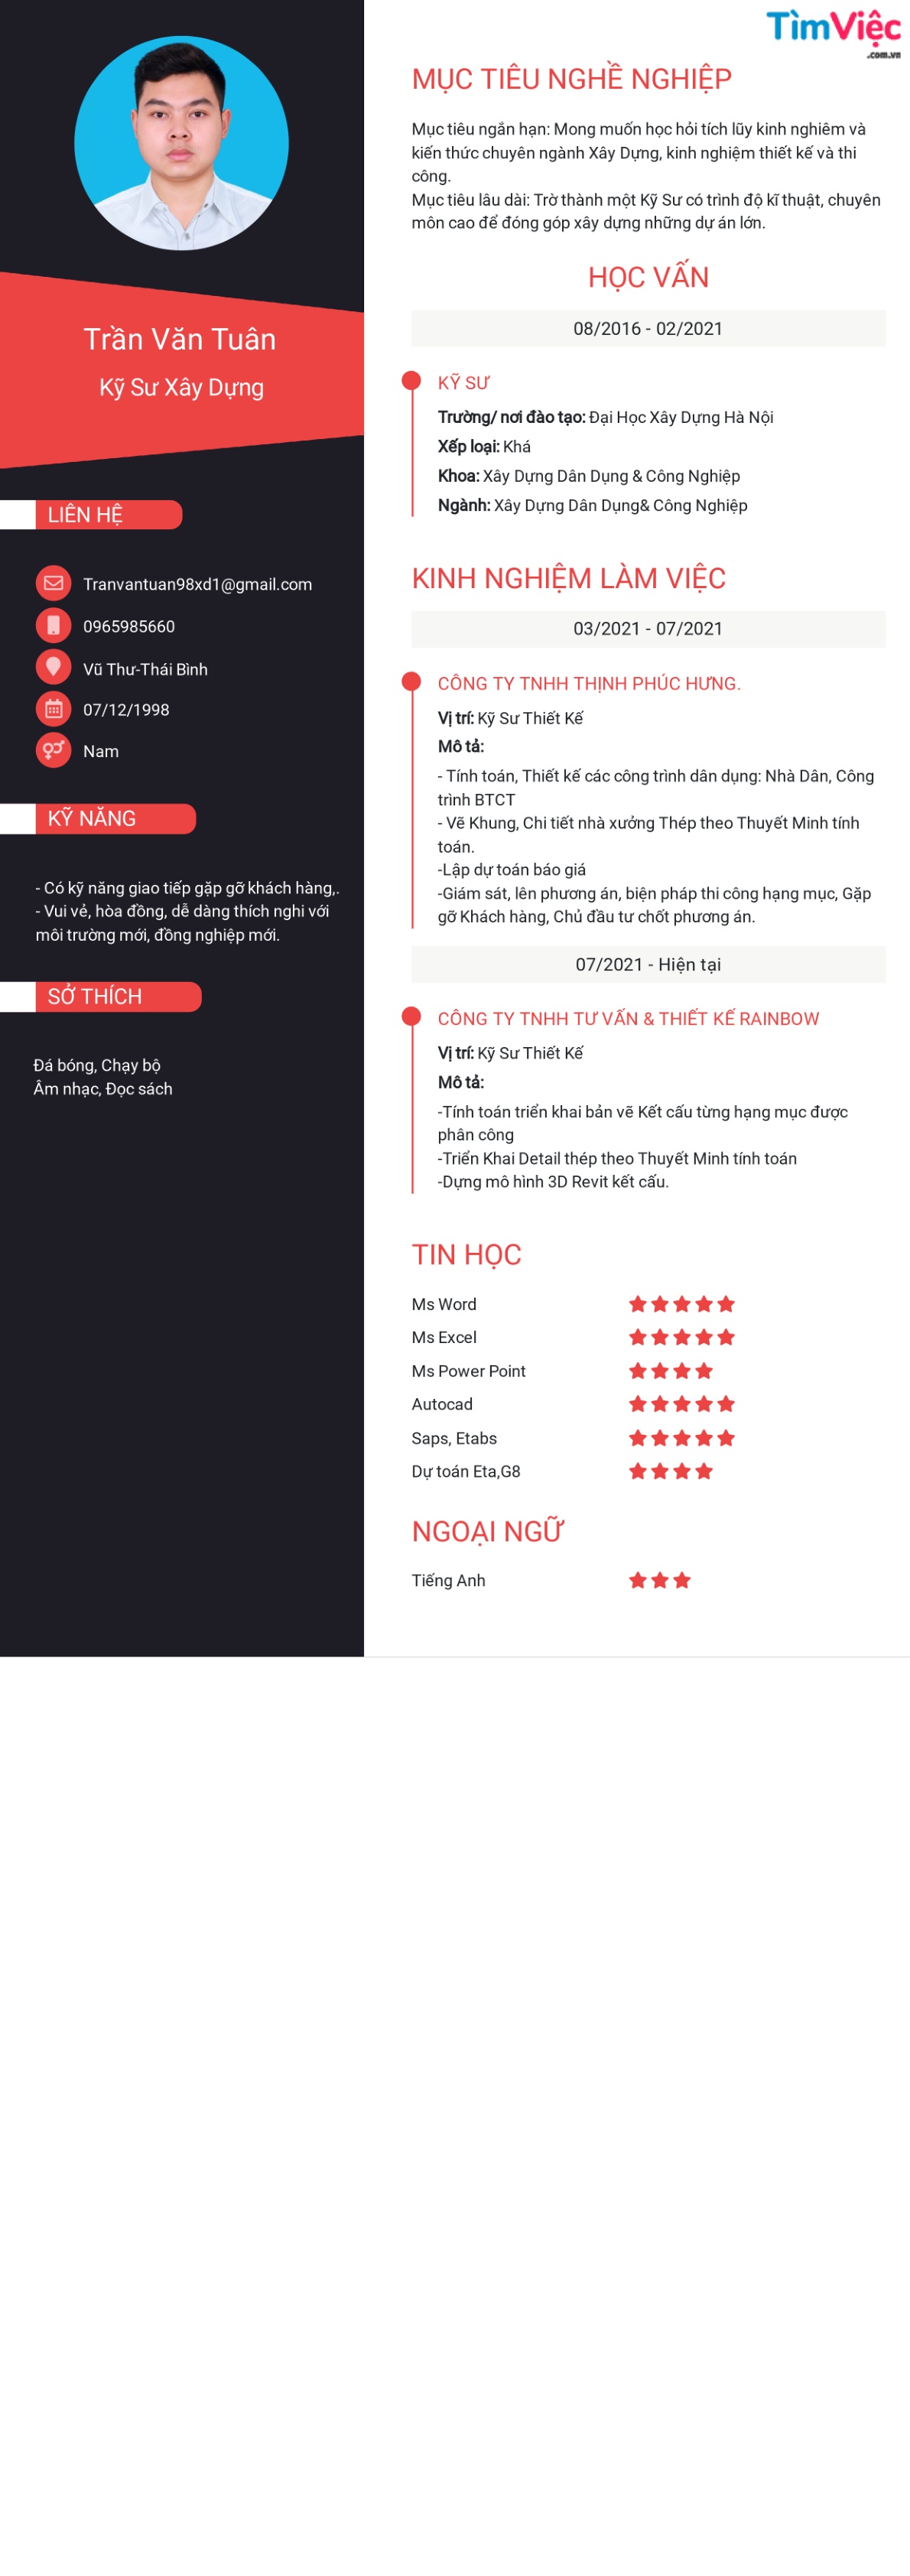 TìmViệc
.com.vn
Trần Văn Tuân
Kỹ Sư Xây Dựng
LIÊN HỆ
Tranvantuan98xd1@gmail.com
0965985660
Vũ Thư-Thái Bình
07/12/1998
Nam
KỸ NĂNG
- Có kỹ năng giao tiếp gặp gỡ khách hàng,.
- Vui vẻ, hòa đồng, dễ dàng thích nghi với
môi trường mới, đồng nghiệp mới.
SỞ THÍCH
Đá bóng, Chạy bộ
Âm nhạc, Đọc sách
MỤC TIÊU NGHỀ NGHIỆP
Mục tiêu ngắn hạn: Mong muốn học hỏi tích lũy kinh nghiêm và
kiến thức chuyên ngành Xây Dựng, kinh nghiệm thiết kế và thi
công.
Mục tiêu lâu dài: Trờ thành một Kỹ Sư có trình độ kĩ thuật, chuyên
môn cao để đóng góp xây dựng những dự án lớn.
HỌC VẤN
08/2016 - 02/2021
KỸ SƯ
Trường/ nơi đào tạo: Đại Học Xây Dựng Hà Nội
Xếp loại: Khá
Khoa: Xây Dựng Dân Dụng & Công Nghiệp
Ngành: Xây Dựng Dân Dụng& Công Nghiệp
KINH NGHIỆM LÀM VIỆC
03/2021 - 07/2021
CÔNG TY TNHH THỊNH PHÚC HƯNG.
Vị trí: Kỹ Sư Thiết Kế
Mô tả:
- Tính toán, Thiết kế các công trình dân dụng: Nhà Dân, Công
trình BTCT
- Vẽ Khung, Chi tiết nhà xưởng Thép theo Thuyết Minh tính
toán.
-Lập dự toán báo giá
-Giám sát, lên phương án, biện pháp thi công hạng mục, Gặp
gỡ Khách hàng, Chủ đầu tư chốt phương án.
07/2021 - Hiện tại
CÔNG TY TNHH TƯ VẤN & THIẾT KẾ RAINBOW
Vị trí: Kỹ Sư Thiết Kế
Mô tả:
-Tính toán triển khai bản vẽ Kết cấu từng hạng mục được
phân công
-Triển Khai Detail thép theo Thuyết Minh tính toán
-Dựng mô hình 3D Revit kết cấu.
TIN HỌC
Ms Word
Ms Excel
Ms Power Point
Autocad
Saps, Etabs
Dự toán Eta,G8
NGOẠI NGỮ
Tiếng Anh